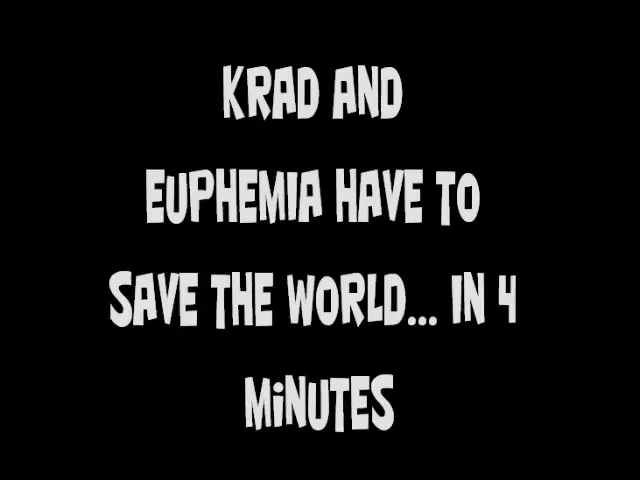 KRAD AND
EUPHEMIA HAVE TO
SAVE THE WORLD... IN 4
MiNUTES